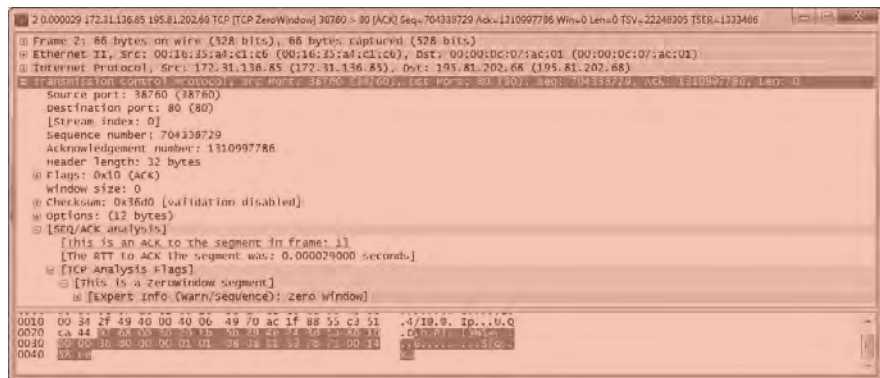 2 0.000029 172.31.136.85 195.81.202.68 TCP [TCP ZeroWindow] 38760 > 80 [ACK] Seq=704338729 Ack=1310997786 Win=0 Len=0 TSV=22248305 TSER=1333486
Frame 2: 66 bytes on wire (528 bits), 66 bytes captured (528 bits)
Ethernet II, Src: 00:16:35:a4:c1:c6 (00:16:35:a4:c1:c6), Dst: 00:00:0c:07:ac:01 (00:00:0c:07:ac:01)
Internet Protocol, Src: 172.31.136.85 (172.31.136.85), Dst: 195.81.202.68 (195.81.202.68)
Transmission Control Protocol, Src Port: 38760 (38760), Dst Port: 80 (80), Seq: 704338729, Ack: 1310997786, Len: 0
Source port: 38760 (38760)
Destination port: 80 (80)
[Stream index: 0]
Sequence number: 704338729
Acknowledgement number: 1310997786
Header length: 32 bytes
Flags: 0x10 (ACK)
Window size: 0
Checksum: 0x36d0 [validation disabled]
Options: (12 bytes)
[SEQ/ACK analysis]
[This is an ACK to the segment in frame: 1]
[The RTT to ACK the segment was: 0.000029000 seconds]
[TCP Analysis Flags]
[This is a ZeroWindow segment]
[Expert Info (Warn/Sequence): Zero window]
0010 00 34 2f 49 40 00 40 06 49 70 ac 1f 88 55 c3 51 .4/I@.@. Ip...U.Q
0020 ca 44
0030
0040